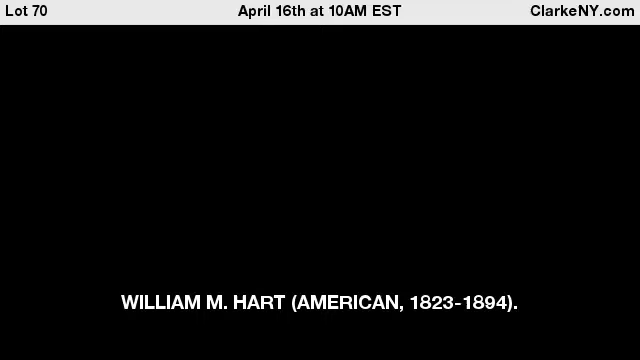 Lot 70 April 16th at 10AM EST ClarkeNY.com
WILLIAM M. HART (AMERICAN, 1823-1894).